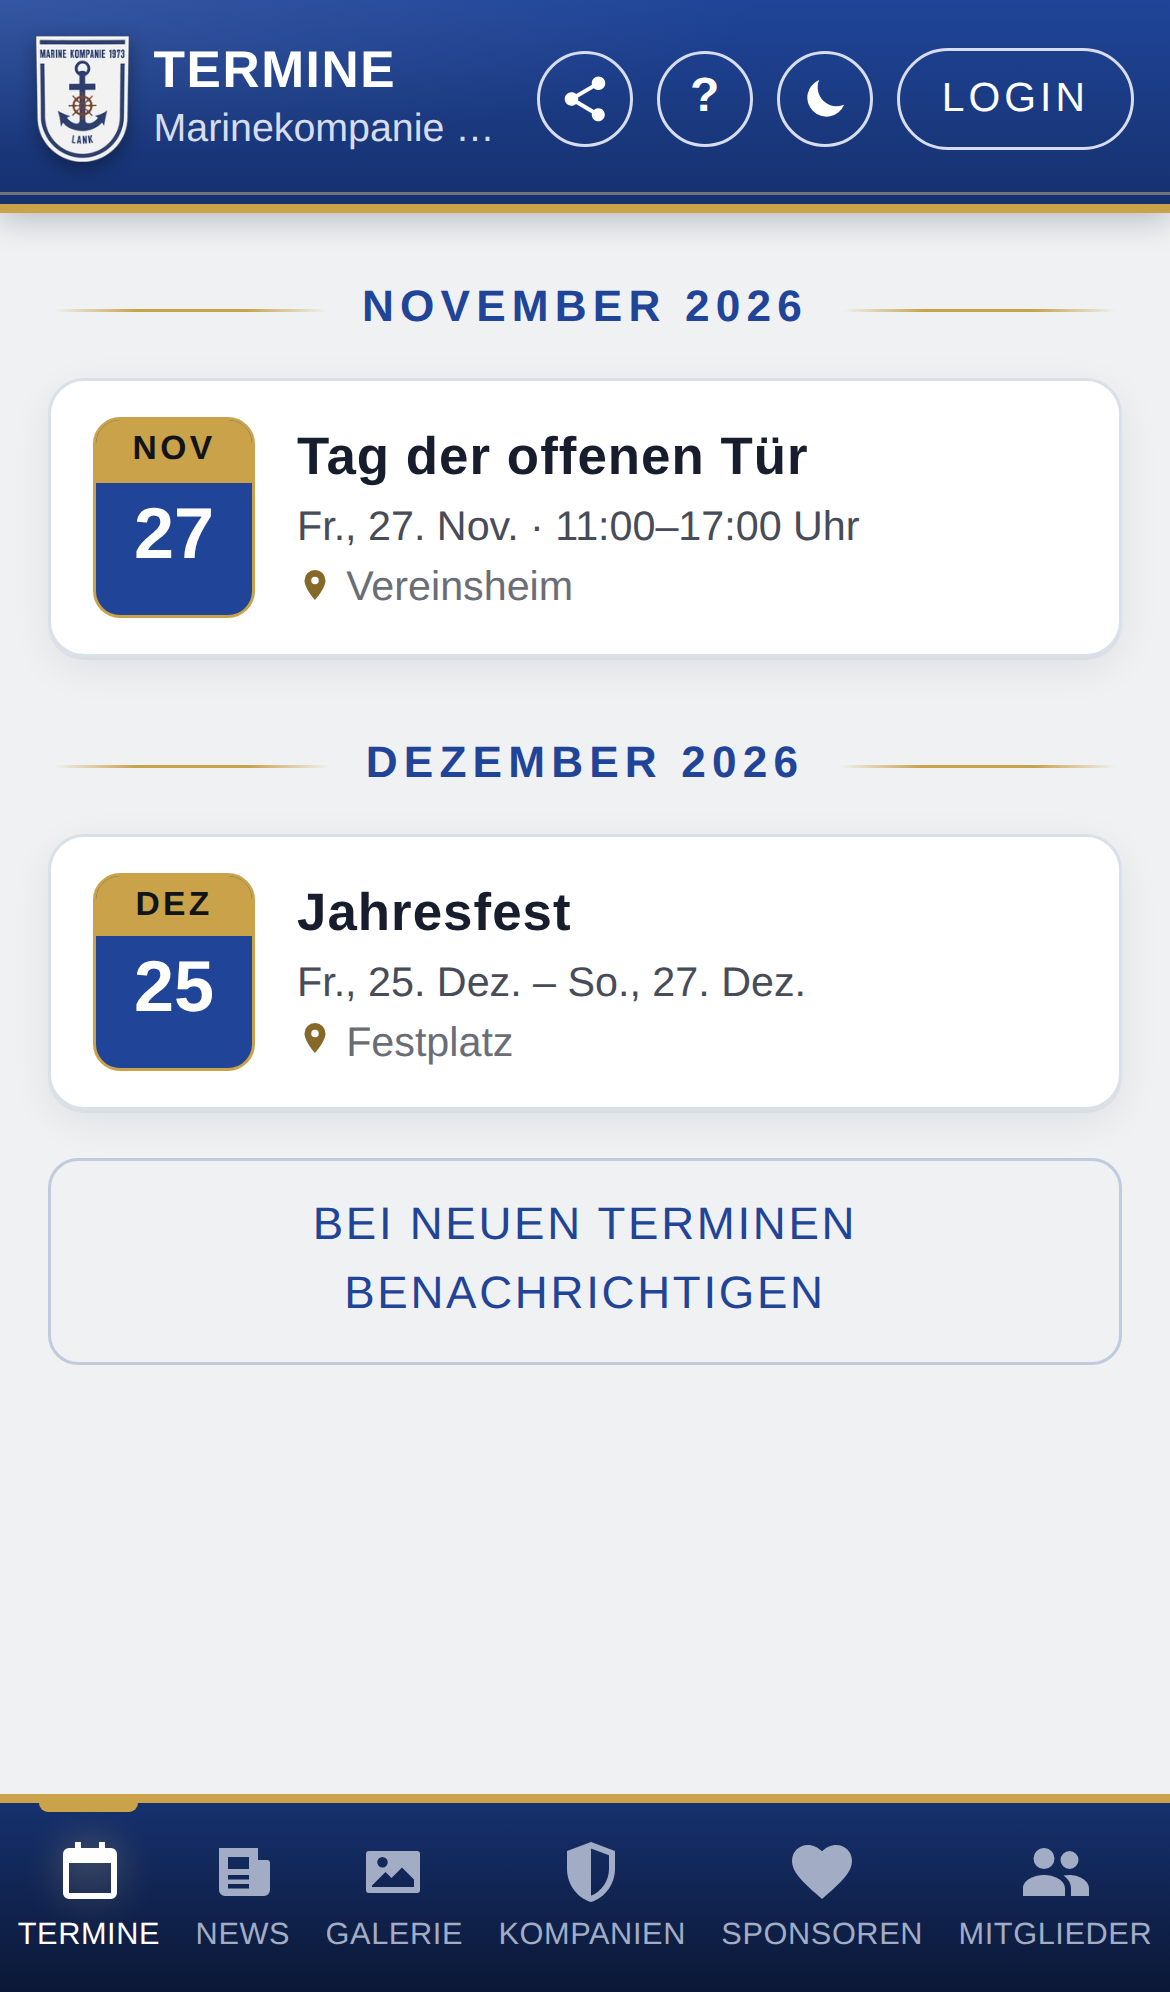 MARINE KOMPANIE 1973
LANK
TERMINE
Marinekompanie …
?
LOGIN
NOVEMBER 2026
NOV
27
Tag der offenen Tür
Fr., 27. Nov. · 11:00–17:00 Uhr
Vereinsheim
DEZEMBER 2026
DEZ
25
Jahresfest
Fr., 25. Dez. – So., 27. Dez.
Festplatz
BEI NEUEN TERMINEN
BENACHRICHTIGEN
TERMINE NEWS GALERIE KOMPANIEN SPONSOREN MITGLIEDER